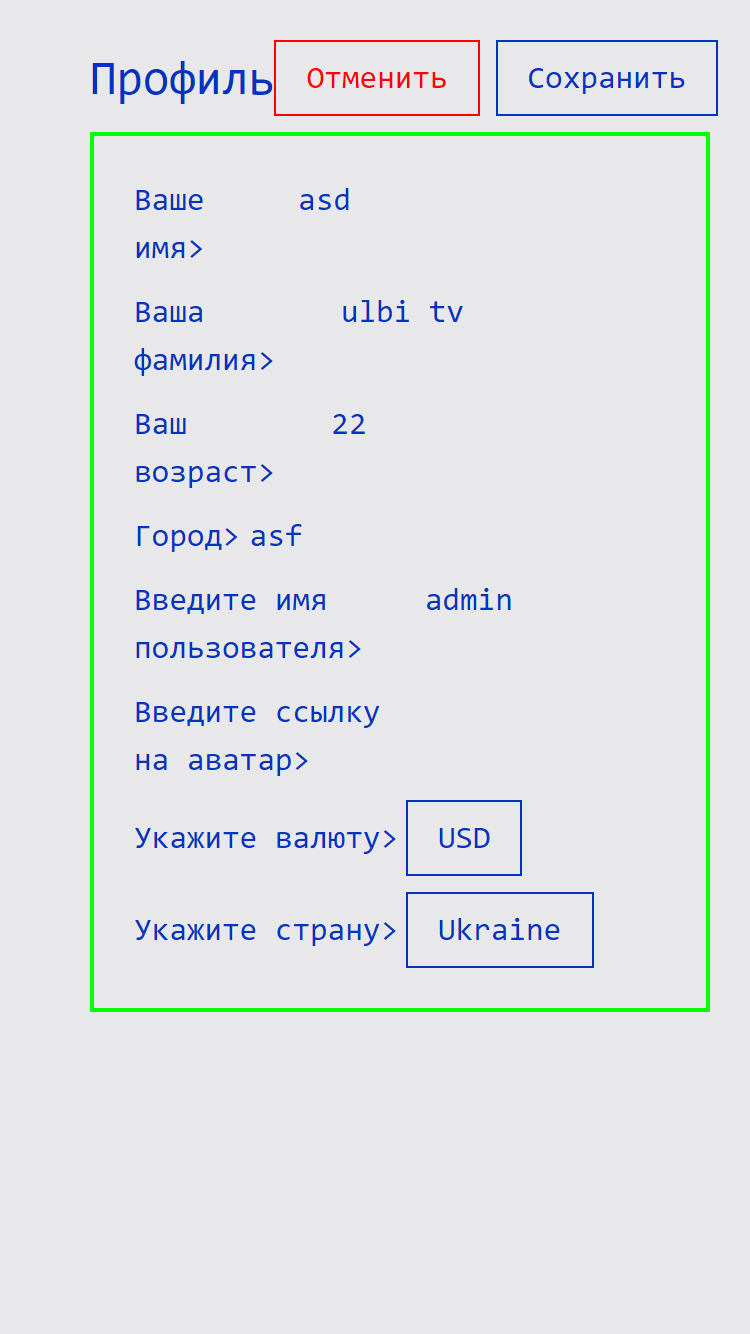 Профиль Отменить Сохранить
Ваше asd
имя>
Ваша ulbi tv
фамилия>
Ваш 22
возраст>
Город> asf
Введите имя admin
пользователя>
Введите ссылку
на аватар>
Укажите валюту> USD
Укажите страну> Ukraine